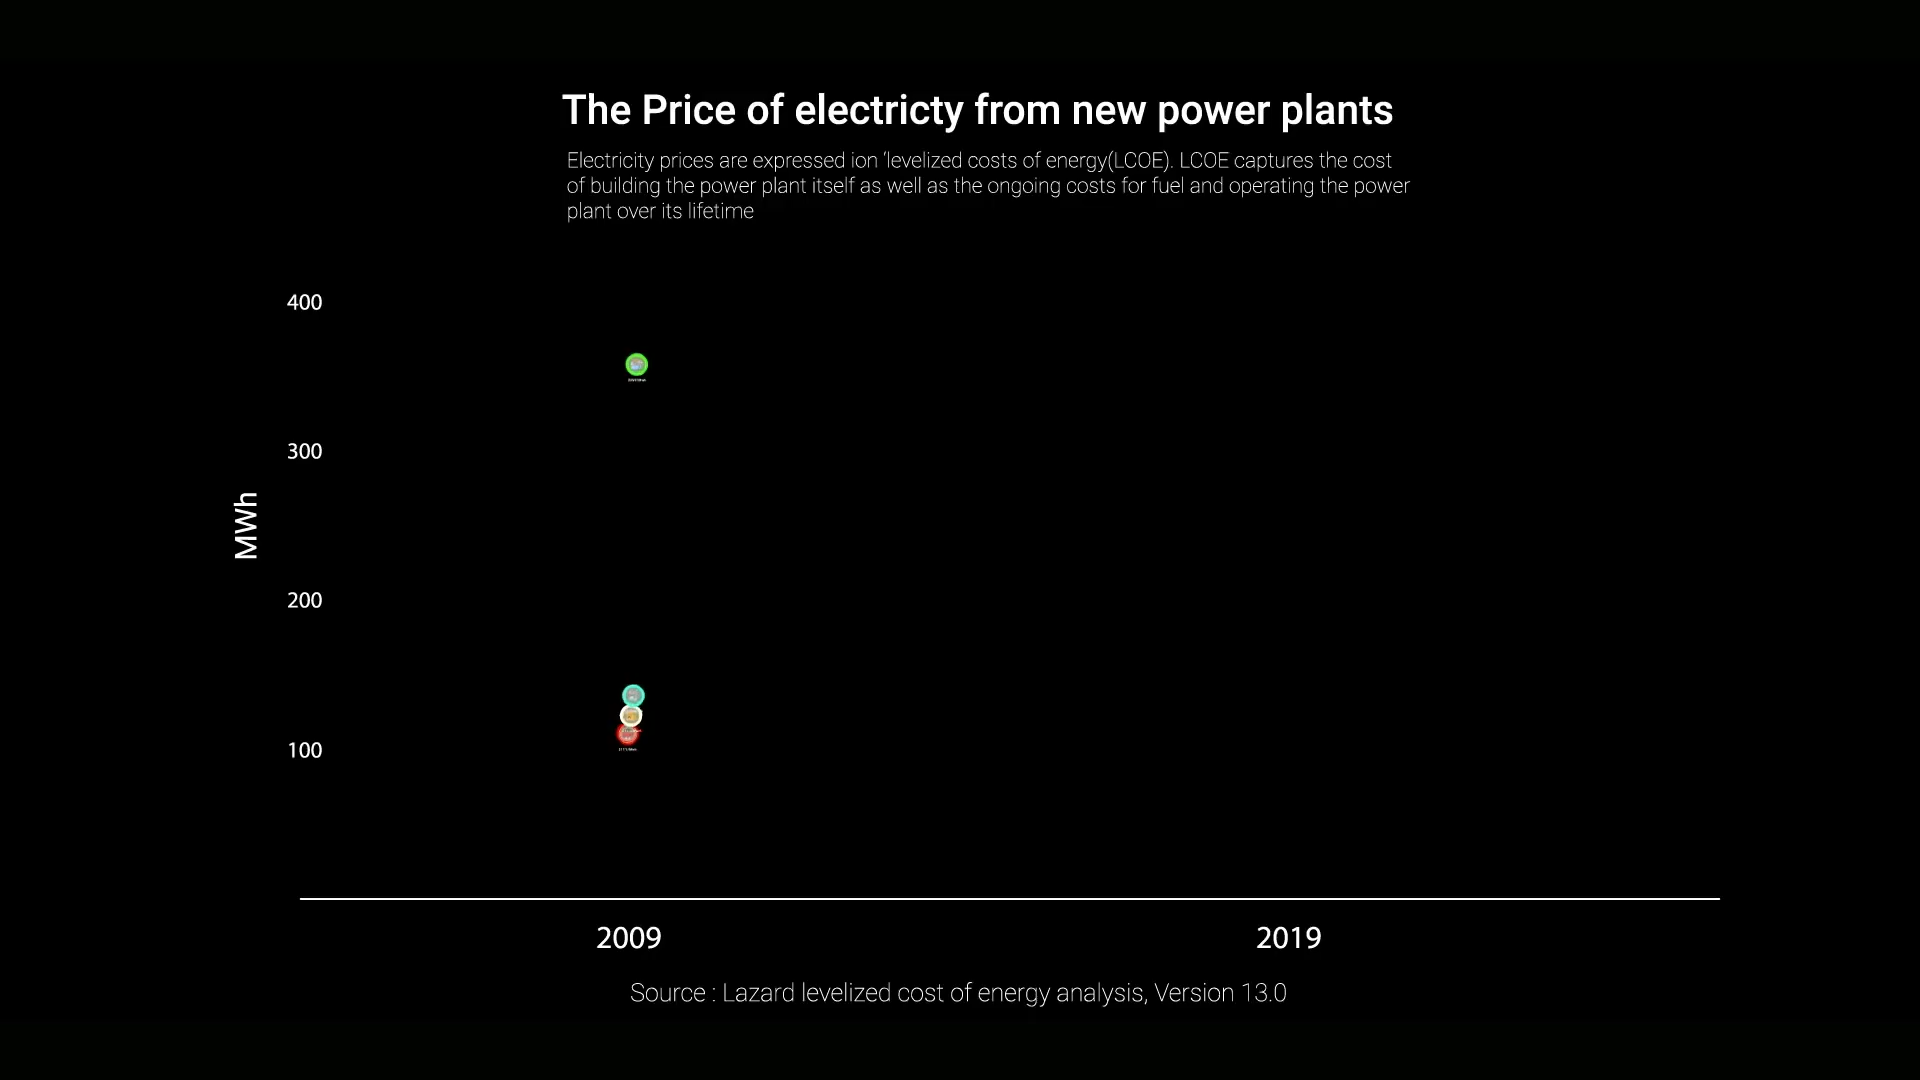 The Price of electricty from new power plants
Electricity prices are expressed ion ‘levelized costs of energy(LCOE). LCOE captures the cost
of building the power plant itself as well as the ongoing costs for fuel and operating the power
plant over its lifetime
400
300
MWh
200
100
2009
2019
Source : Lazard levelized cost of energy analysis, Version 13.0